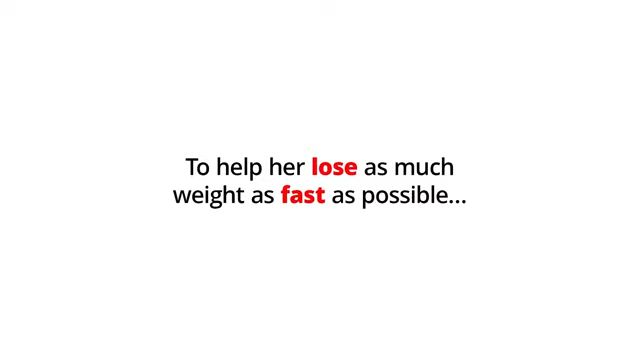 To help her lose as much
weight as fast as possible...